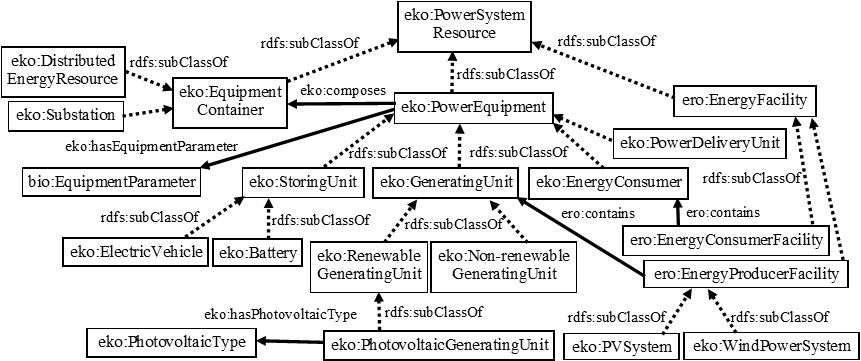 eko:PowerSystem
Resource
rdfs:subClassOf
rdfs:subClassOf
rdfs:subClassOf
rdfs:subClassOf
eko:Distributed
EnergyResource
eko:Equipment
Container
eko:composes
eko:PowerEquipment
ero:EnergyFacility
eko:Substation
eko:PowerDeliveryUnit
eko:hasEquipmentParameter
rdfs:subClassOf
rdfs:subClassOf
rdfs:subClassOf
bio:EquipmentParameter
eko:StoringUnit
eko:GeneratingUnit
eko:EnergyConsumer
rdfs:subClassOf
rdfs:subClassOf
rdfs:subClassOf
ero:contains
ero:contains
eko:ElectricVehicle
eko:Battery
eko:Renewable
GeneratingUnit
eko:Non-renewable
GeneratingUnit
ero:EnergyConsumerFacility
ero:EnergyProducerFacility
eko:hasPhotovoltaicType
rdfs:subClassOf
rdfs:subClassOf
rdfs:subClassOf
eko:PhotovoltaicType
eko:PhotovoltaicGeneratingUnit
eko:PVSystem
eko:WindPowerSystem